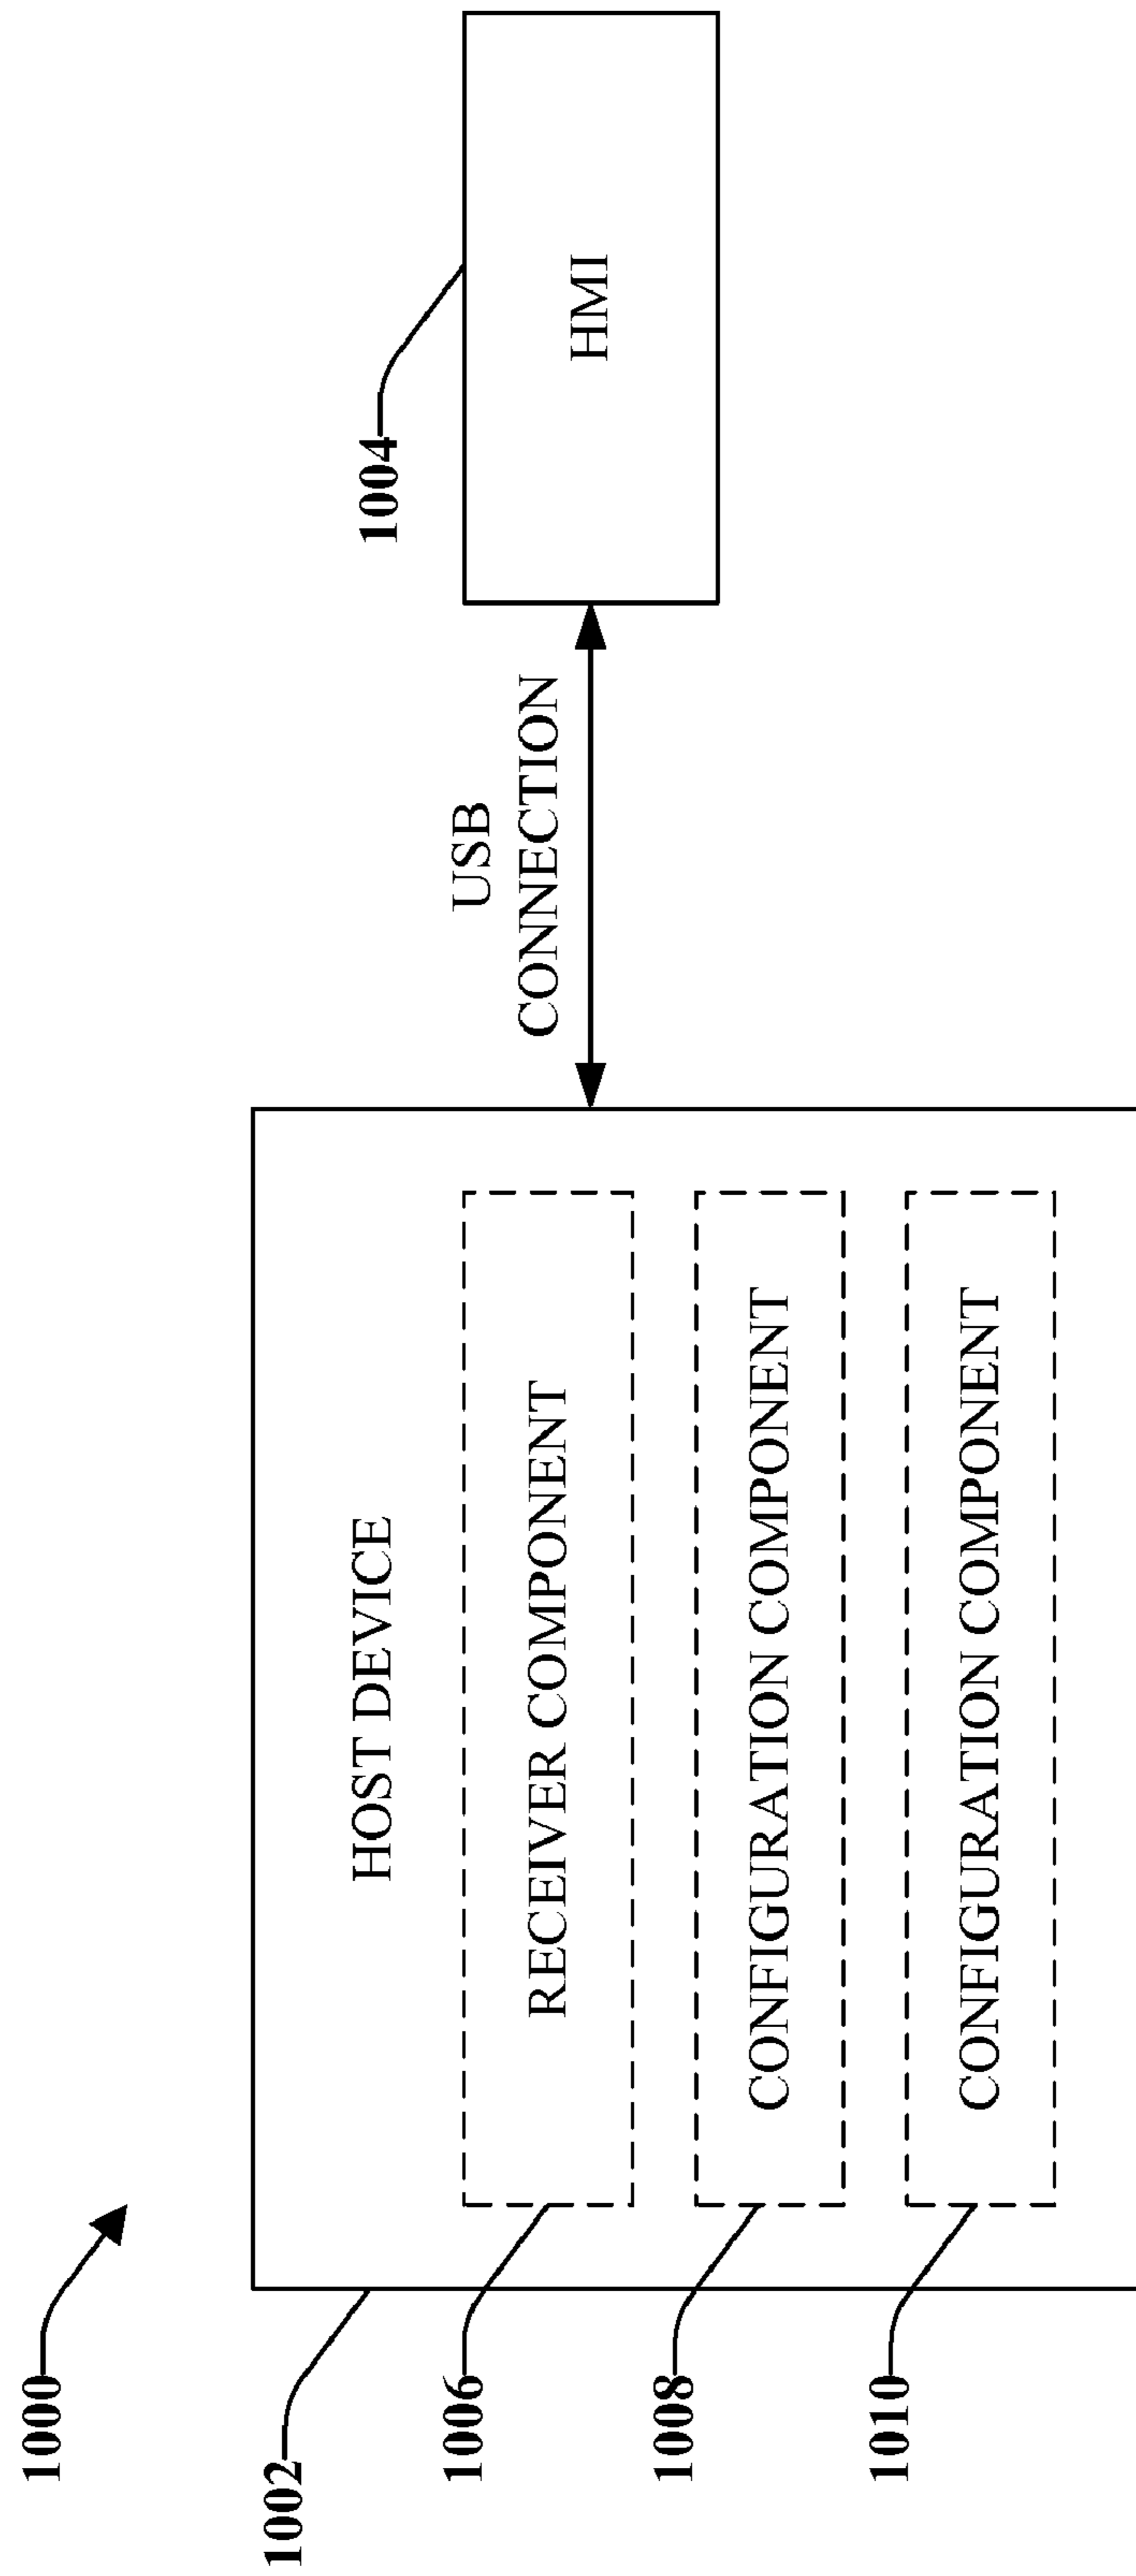 1000
1002
HOST DEVICE
1006
RECEIVER COMPONENT
1008
CONFIGURATION COMPONENT
1010
CONFIGURATION COMPONENT
USB
CONNECTION
1004
HMI